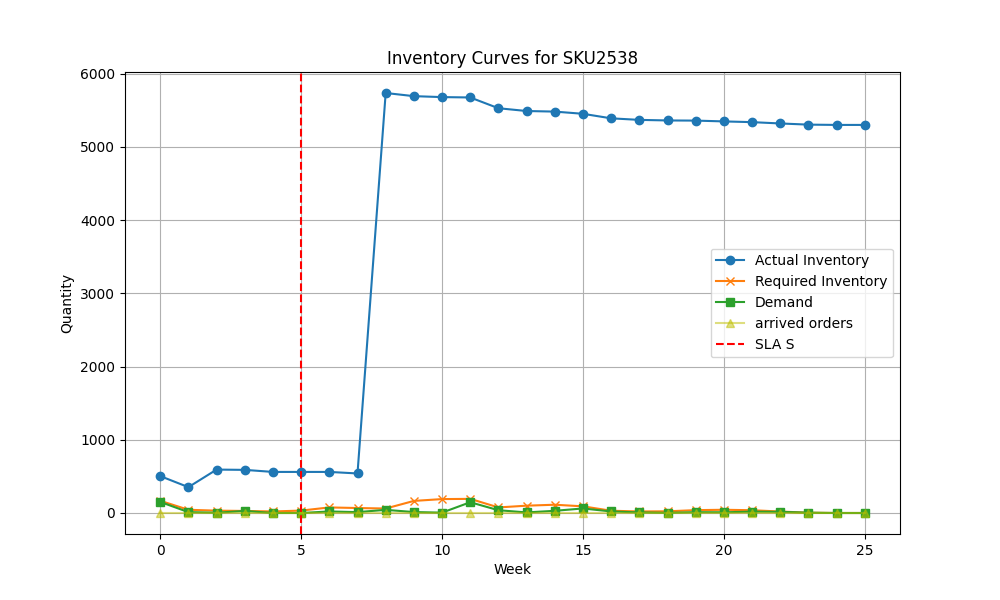 Inventory Curves for SKU2538
Quantity
6000
5000
4000
3000
2000
1000
0
Actual Inventory
Required Inventory
Demand
arrived orders
SLA S
0 5 10 15 20 25
Week